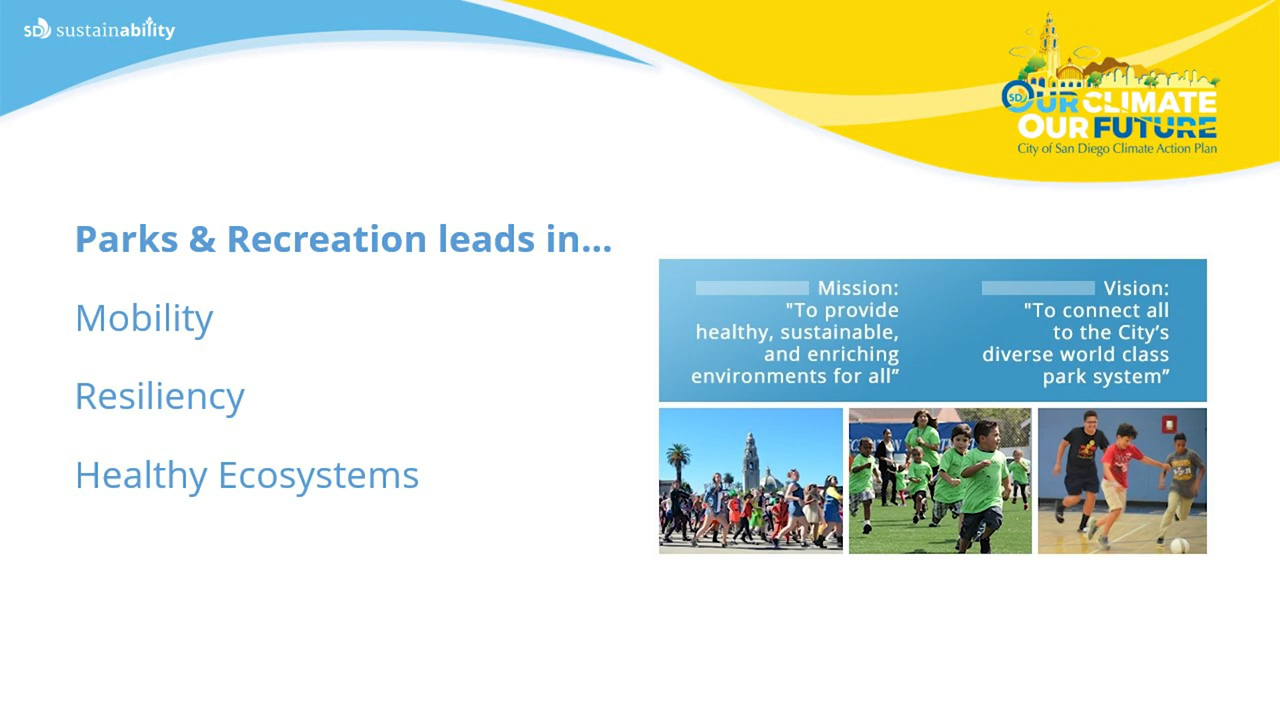 SD sustainability
SD
OUR CLIMATE
OUR FUTURE
City of San Diego Climate Action Plan
Parks & Recreation leads in...
Mobility
Resiliency
Healthy Ecosystems
Mission:
"To provide
healthy, sustainable,
and enriching
environments for all”
Vision:
"To connect all
to the City’s
diverse world class
park system”